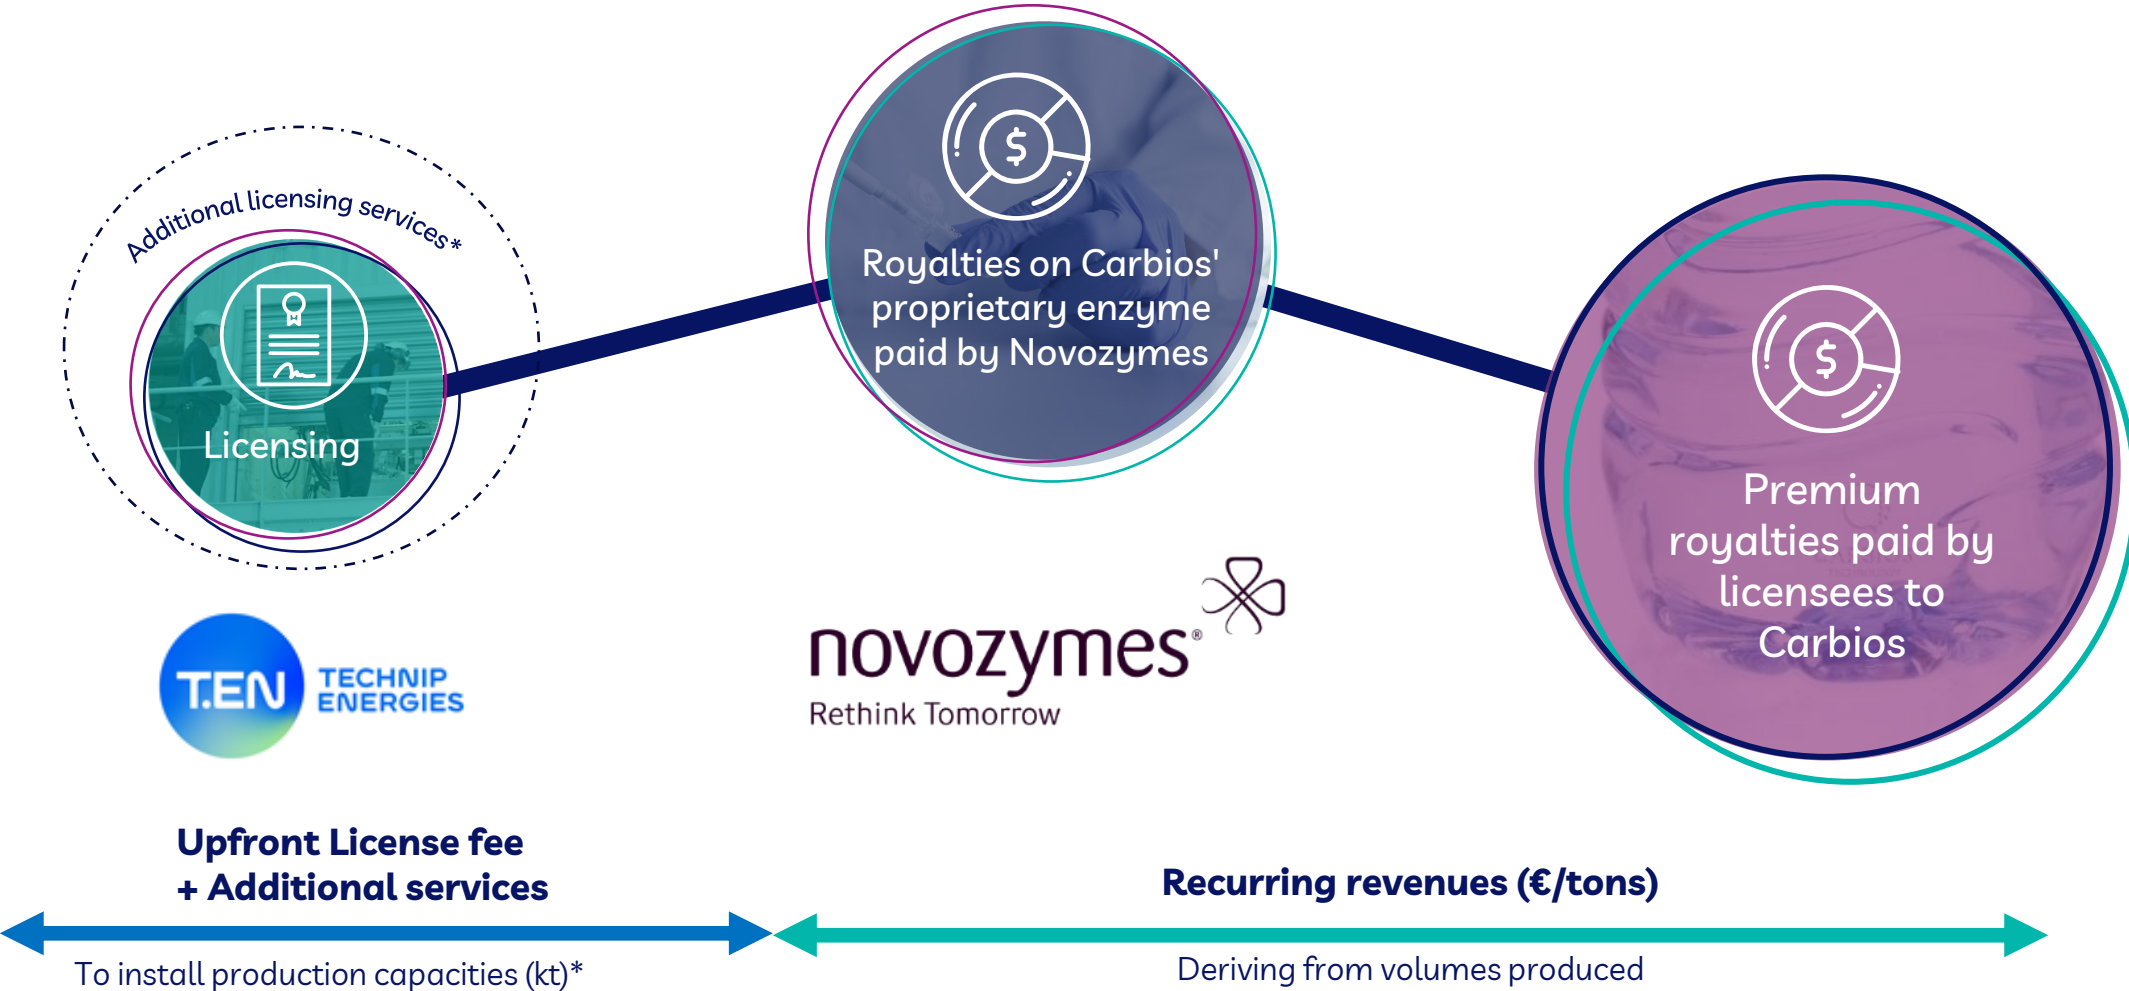 Additional licensing services*
Licensing
$
Royalties on Carbios'
proprietary enzyme
paid by Novozymes
$
Premium
royalties paid by
licensees to
Carbios
T.EN
TECHNIP
ENERGIES
novozymes®
Rethink Tomorrow
Upfront License fee
+ Additional services
To install production capacities (kt)*
Recurring revenues (€/tons)
Deriving from volumes produced